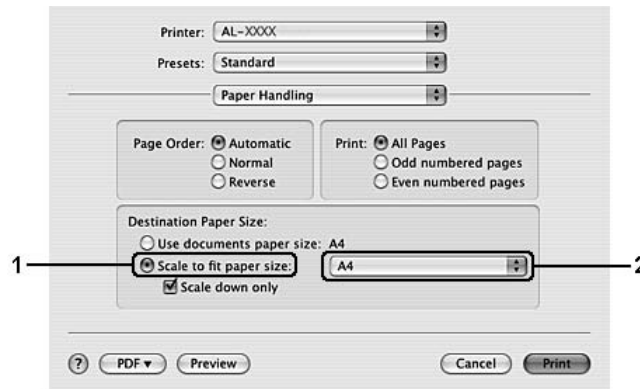 Printer: AL-XXXX
Presets: Standard
Paper Handling
Page Order: Automatic
Normal
Reverse
Print: All Pages
Odd numbered pages
Even numbered pages
Destination Paper Size:
Use documents paper size: A4
1 Scale to fit paper size: A4 2
Scale down only
? PDF ▼ Preview Cancel Print